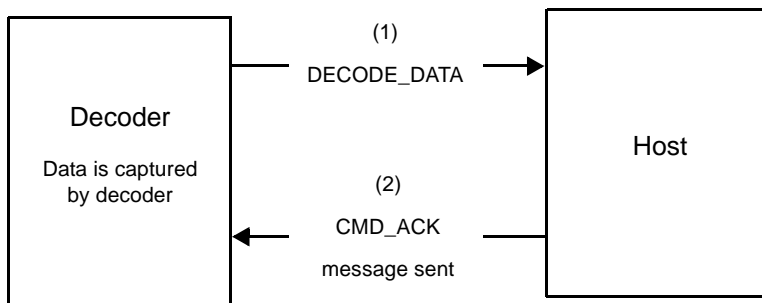 Decoder
Data is captured
by decoder
(1)
DECODE_DATA
(2)
CMD_ACK
message sent
Host